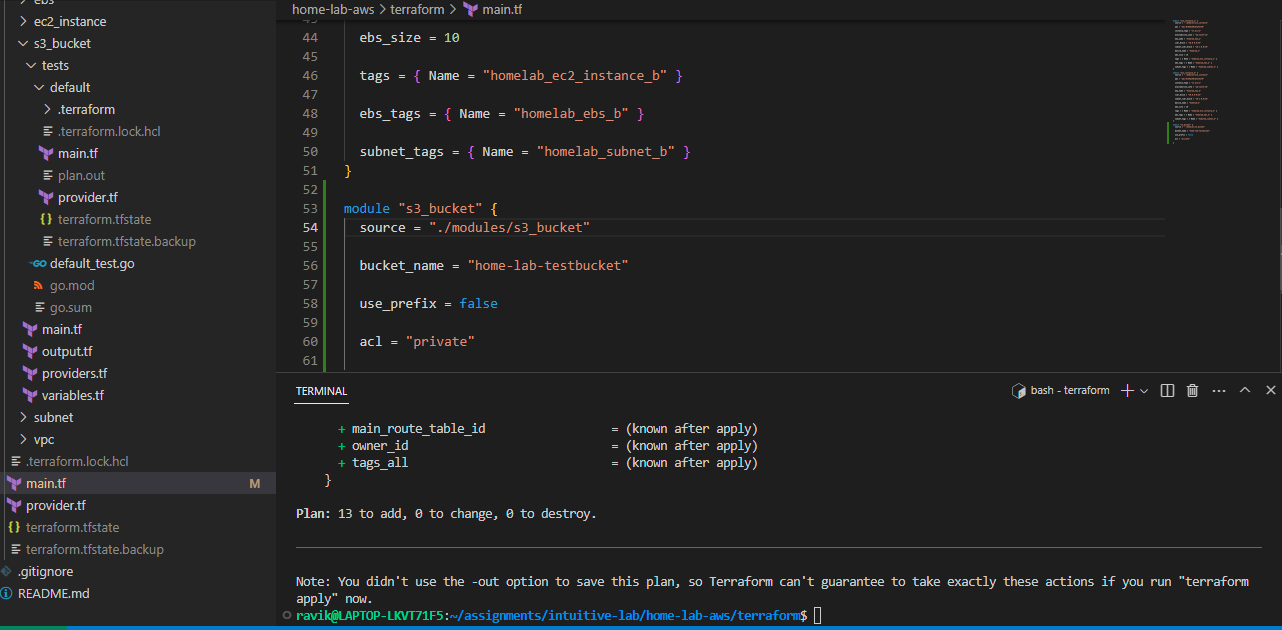 ebs
ec2_instance
s3_bucket
tests
default
.terraform
.terraform.lock.hcl
main.tf
plan.out
provider.tf
terraform.tfstate
terraform.tfstate.backup
default_test.go
go.mod
go.sum
main.tf
output.tf
providers.tf
variables.tf
subnet
vpc
.terraform.lock.hcl
main.tf M
provider.tf
terraform.tfstate
terraform.tfstate.backup
.gitignore
README.md
home-lab-aws > terraform > main.tf
43
44 ebs_size = 10
45
46 tags = { Name = "homelab_ec2_instance_b" }
47
48 ebs_tags = { Name = "homelab_ebs_b" }
49
50 subnet_tags = { Name = "homelab_subnet_b" }
51 }
52
53 module "s3_bucket" {
54 source = "./modules/s3_bucket"
55
56 bucket_name = "home-lab-testbucket"
57
58 use_prefix = false
59
60 acl = "private"
61
TERMINAL
bash - terraform
+ main_route_table_id = (known after apply)
+ owner_id = (known after apply)
+ tags_all = (known after apply)
}
Plan: 13 to add, 0 to change, 0 to destroy.
Note: You didn't use the -out option to save this plan, so Terraform can't guarantee to take exactly these actions if you run "terraform
apply" now.
ravik@LAPTOP-LKVT71F5:~/assignments/intuitive-lab/home-lab-aws/terraform$